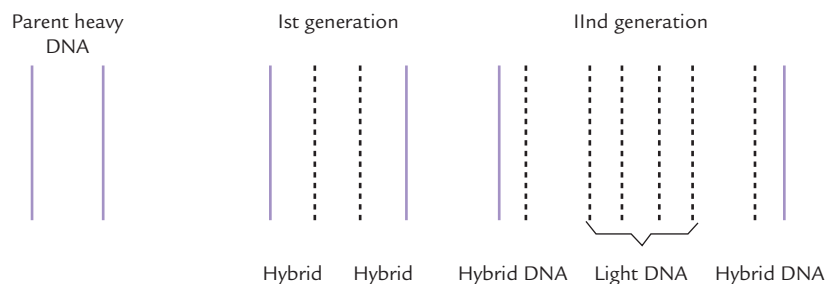 Parent heavy
DNA
Ist generation
IInd generation
Hybrid
Hybrid
Hybrid DNA
Light DNA
Hybrid DNA